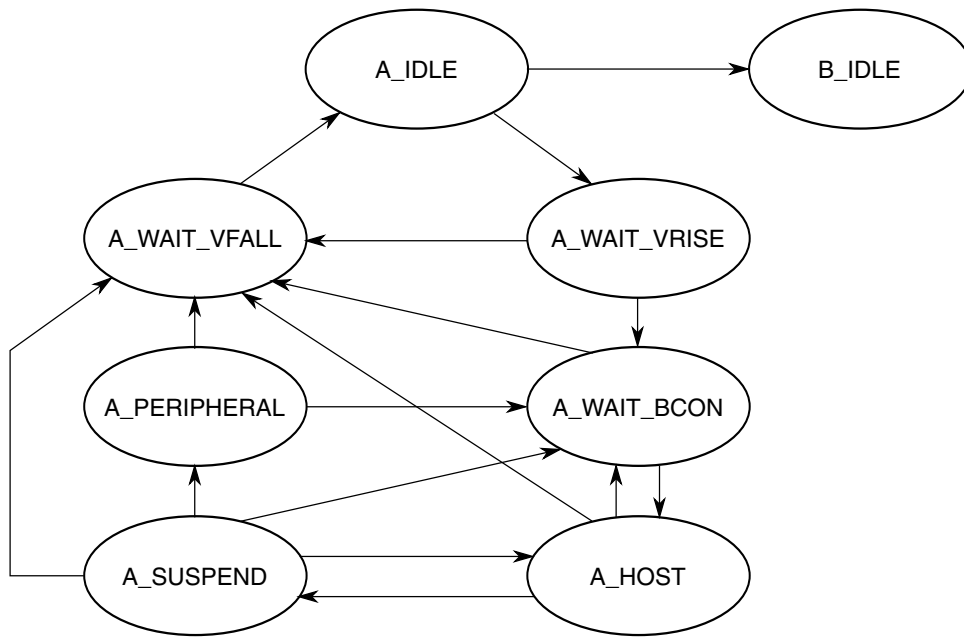 A_IDLE
B_IDLE
A_WAIT_VFALL
A_WAIT_VRISE
A_PERIPHERAL
A_WAIT_BCON
A_SUSPEND
A_HOST